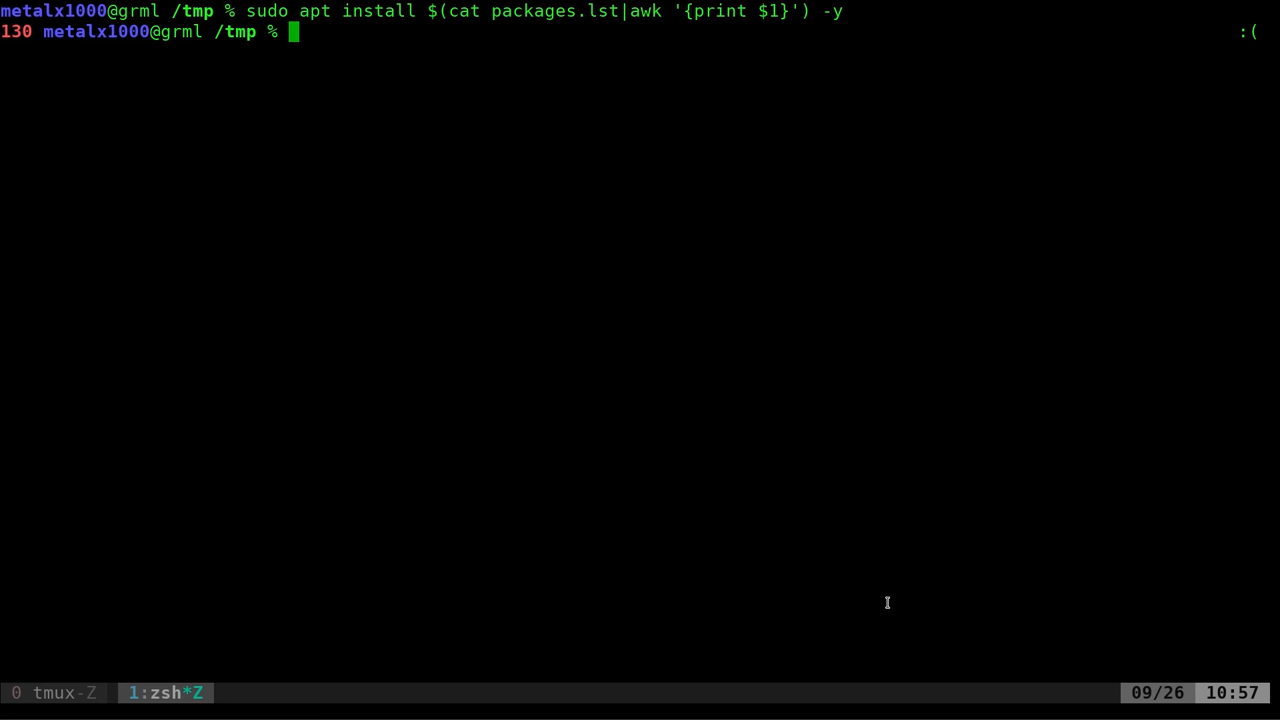 metalx1000@grml /tmp % sudo apt install $(cat packages.lst|awk '{print $1}') -y
130 metalx1000@grml /tmp % :(
0 tmux-Z 1:zsh*Z 09/26 10:57